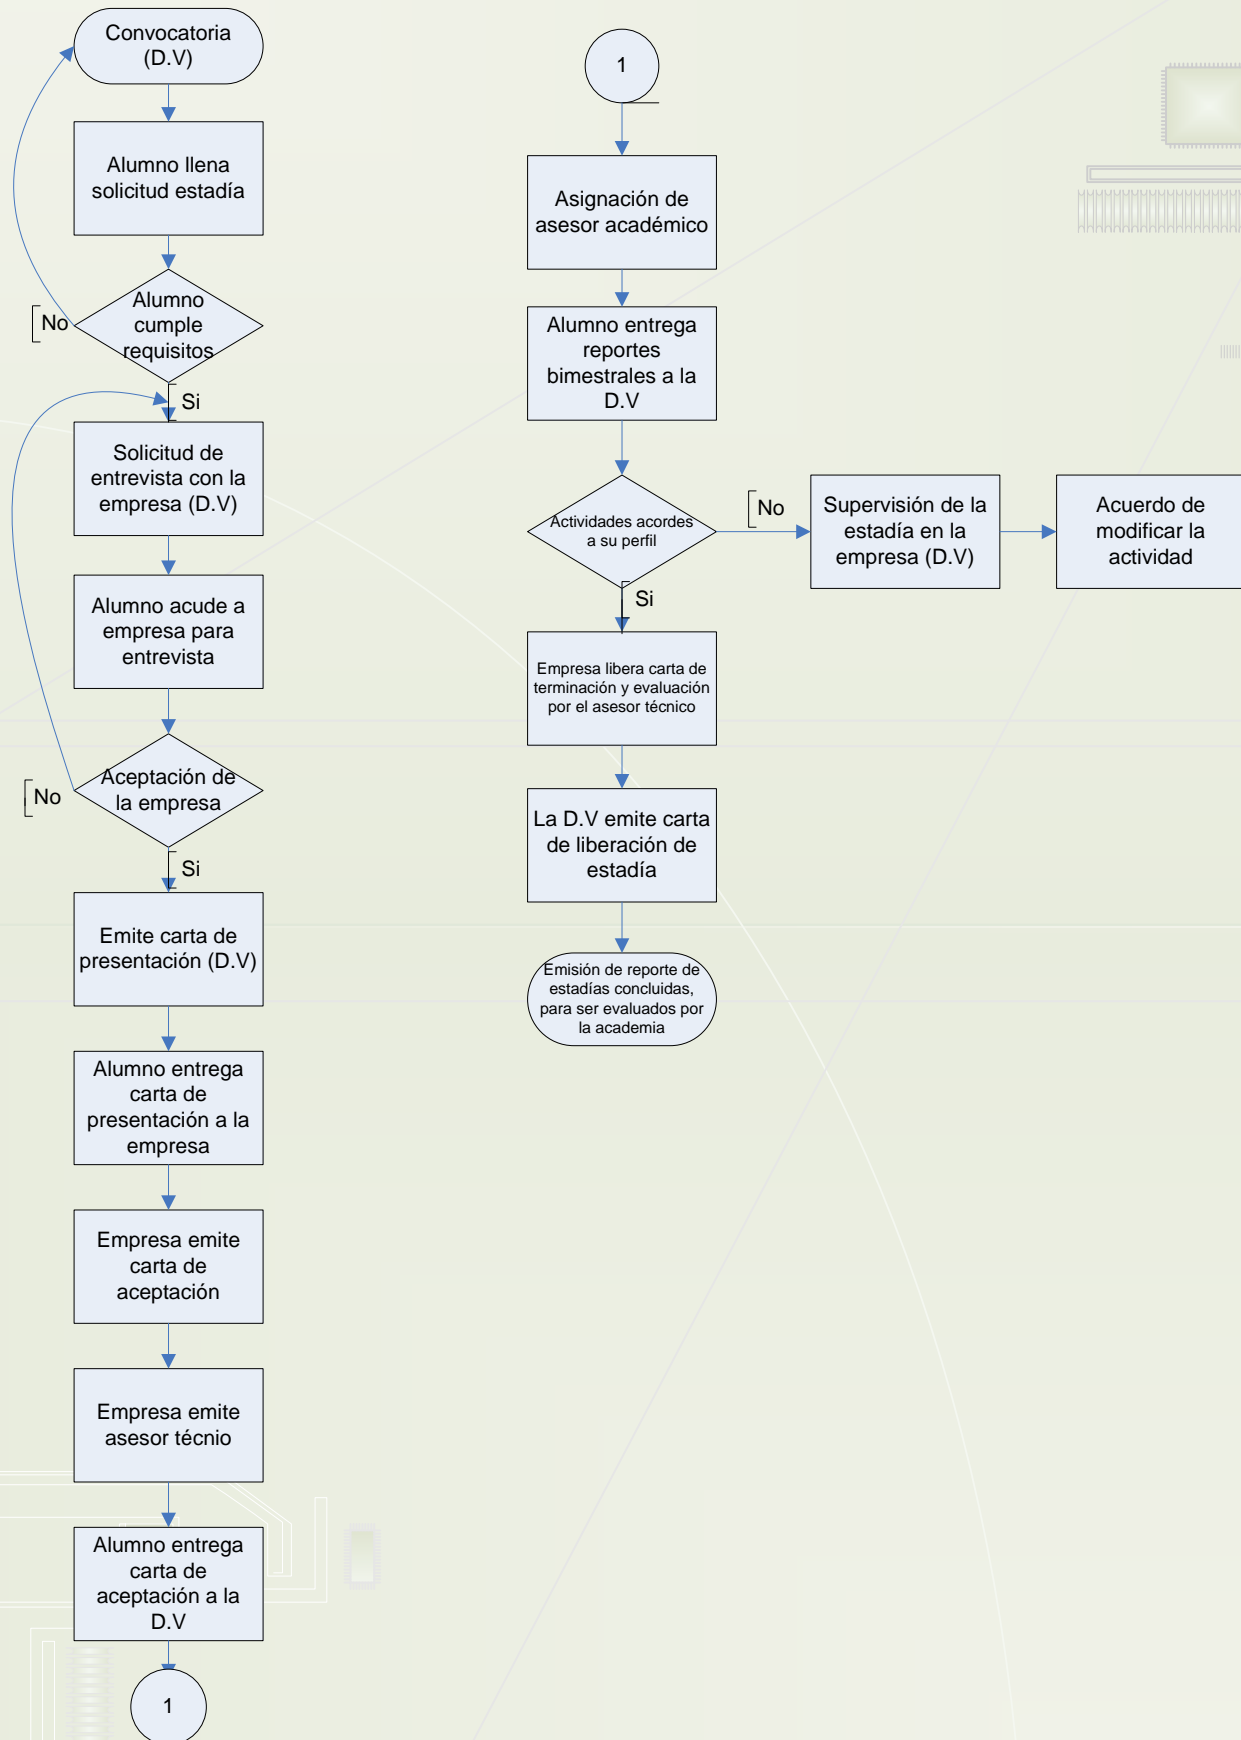 Convocatoria
(D.V)
Alumno llena
solicitud estadía
Alumno
cumple
requisitos
No
Si
Solicitud de
entrevista con la
empresa (D.V)
Alumno acude a
empresa para
entrevista
Aceptación de
la empresa
No
Si
Emite carta de
presentación (D.V)
Alumno entrega
carta de
presentación a la
empresa
Empresa emite
carta de
aceptación
Empresa emite
asesor técnio
Alumno entrega
carta de
aceptación a la
D.V
1
1
Asignación de
asesor académico
Alumno entrega
reportes
bimestrales a la
D.V
Actividades acordes
a su perfil
No
Supervisión de la
estadía en la
empresa (D.V)
Acuerdo de
modificar la
actividad
Si
Empresa libera carta de
terminación y evaluación
por el asesor técnico
La D.V emite carta
de liberación de
estadía
Emisión de reporte de
estadías concluidas,
para ser evaluados por
la academia